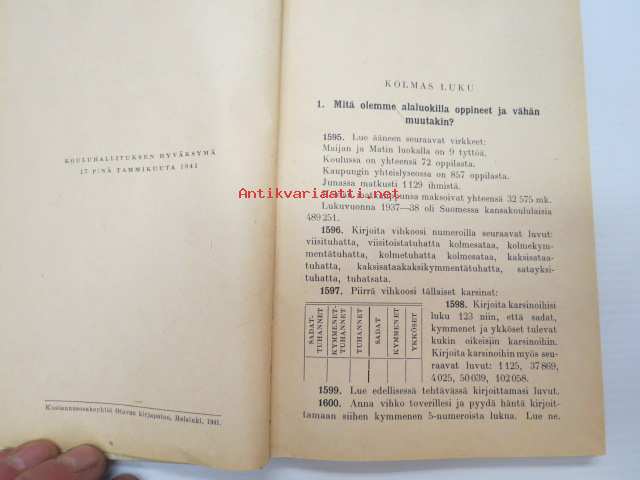 KOULUHALLITUKSEN HYVÄKSYMÄ
17 P:NÄ TAMMIKUUTA 1941
Kustannusosakeyhtiö Otavan kirjapaino, Helsinki, 1941.
KOLMAS LUKU
1. Mitä olemme alaluokilla oppineet ja vähän
muutakin?
1595. Lue ääneen seuraavat virkkeet:
Maijan ja Matin luokalla on 9 tyttöä.
Koulussa on yhteensä 72 oppilasta.
Kaupungin yhteislyseossa on 857 oppilasta.
Junassa matkusti 1 129 ihmistä.
Antikvariaatti.net
matkalippunsa maksoivat yhteensä 32 575 mk.
Lukuvuonna 1937—38 oli Suomessa kansakoululaisia
489 251.
1596. Kirjoita vihkoosi numeroilla seuraavat luvut:
viisituhatta, viisitoistatuhatta kolmesataa, kolmekym-
mentätuhatta, kolmetuhatta kolmesataa, kaksisataa-
tuhatta, kaksisataakaksikymmentätuhatta, satayksi-
tuhatta, tuhatsata.
1597. Piirrä vihkoosi tällaiset karsinat:
SADAT-
TUHANNET
KYMMENET-
TUHANNET
TUHANNET
SADAT
KYMMENET
YKKÖSET
1598. Kirjoita karsinoihisi
luku 123 niin, että sadat,
kymmenet ja ykköset tulevat
kukin oikeisiin karsinoihin.
Kirjoita karsinoihin myös seu-
raavat luvut: 1 125, 37 869,
4 025, 50 039, 102 058.
1599. Lue edellisessä tehtävässä kirjoittamasi luvut.
1600. Anna vihko toverillesi ja pyydä häntä kirjoit-
tamaan siihen kymmenen 5-numeroista lukua. Lue ne.